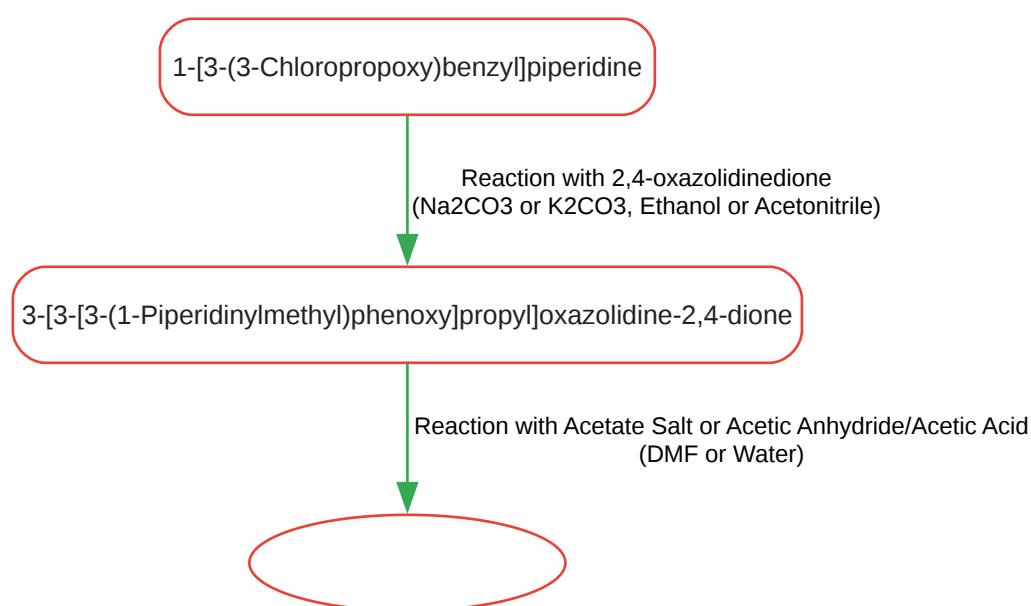 1-[3-(3-Chloropropoxy)benzyl]piperidine
Reaction with 2,4-oxazolidinedione
(Na2CO3 or K2CO3, Ethanol or Acetonitrile)
3-[3-[3-(1-Piperidinylmethyl)phenoxy]propyl]oxazolidine-2,4-dione
Reaction with Acetate Salt or Acetic Anhydride/Acetic Acid
(DMF or Water)